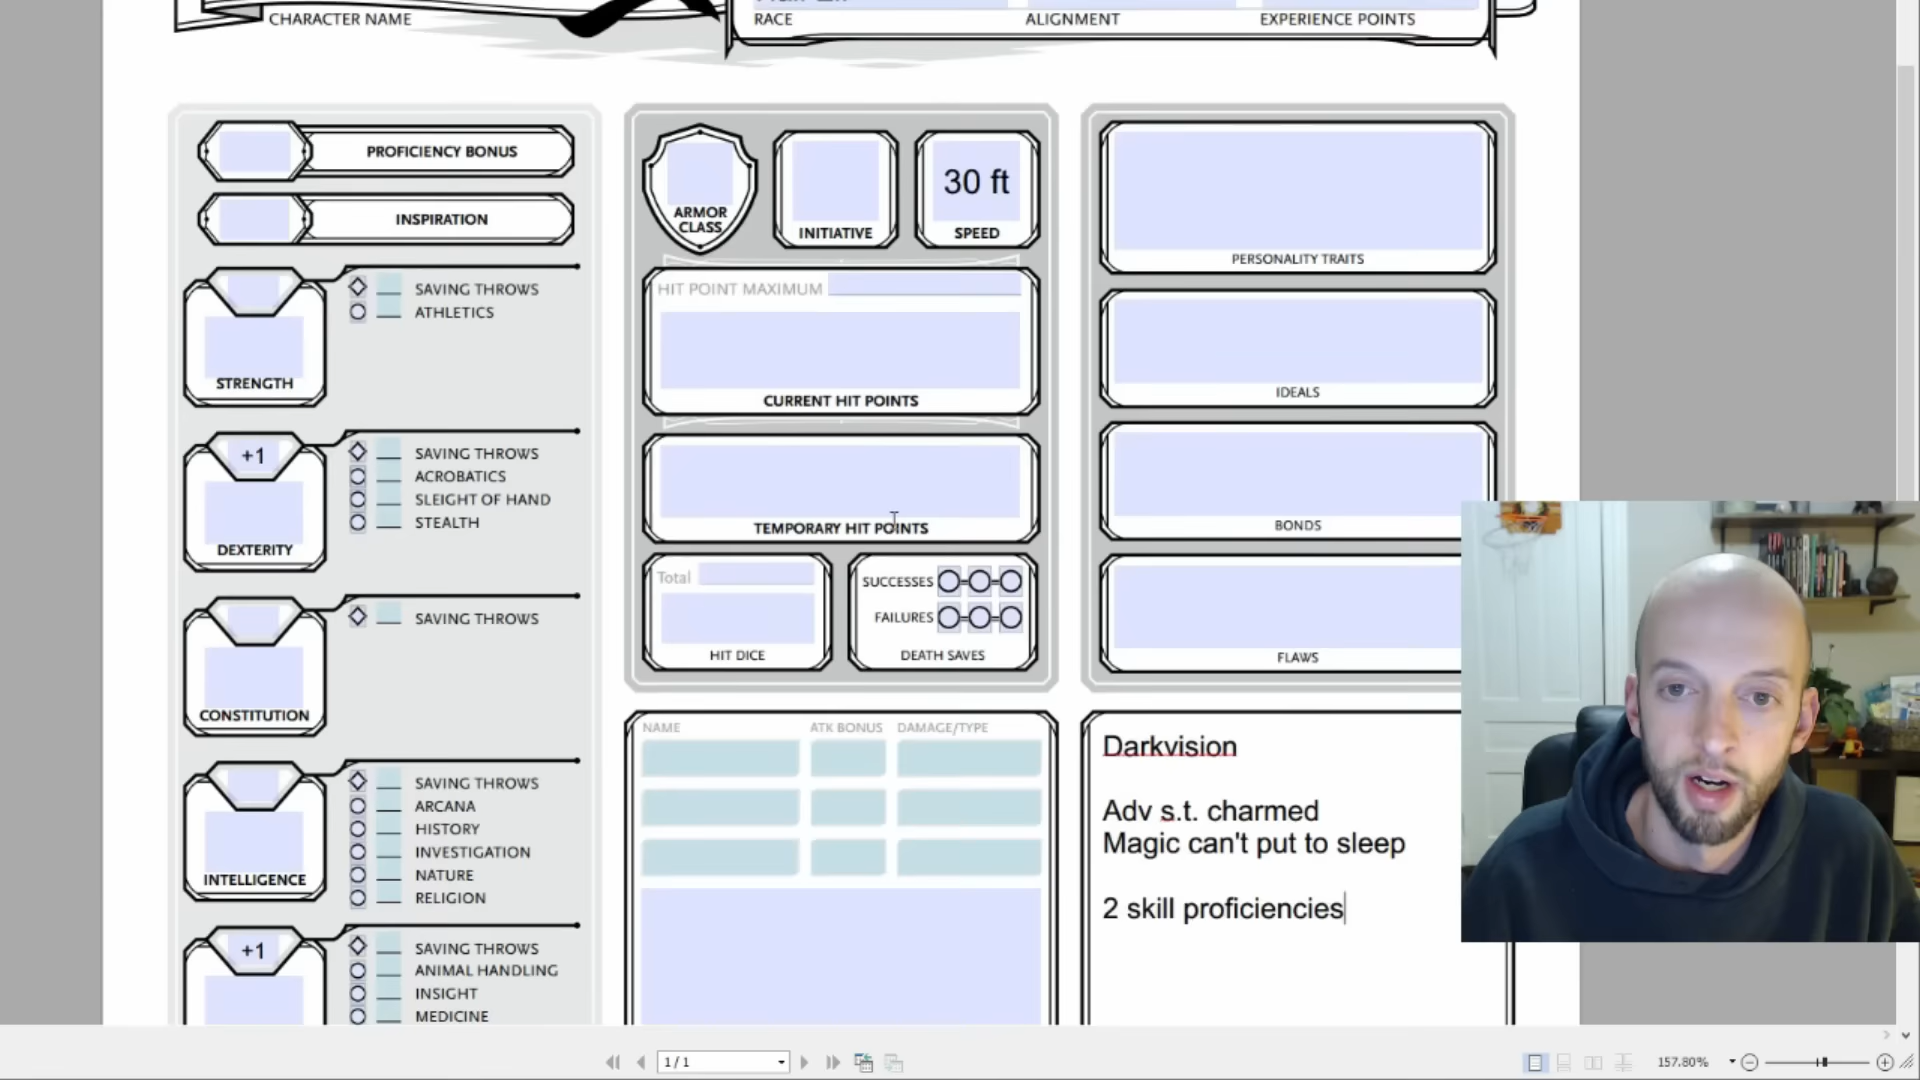 CHARACTER NAME
RACE
ALIGNMENT
EXPERIENCE POINTS
PROFICIENCY BONUS
INSPIRATION
STRENGTH
SAVING THROWS
ATHLETICS
+1
DEXTERITY
SAVING THROWS
ACROBATICS
SLEIGHT OF HAND
STEALTH
CONSTITUTION
SAVING THROWS
INTELLIGENCE
SAVING THROWS
ARCANA
HISTORY
INVESTIGATION
NATURE
RELIGION
+1
SAVING THROWS
ANIMAL HANDLING
INSIGHT
MEDICINE
ARMOR
CLASS
INITIATIVE
30 ft
SPEED
HIT POINT MAXIMUM
CURRENT HIT POINTS
TEMPORARY HIT POINTS
Total
HIT DICE
SUCCESSES
FAILURES
DEATH SAVES
NAME
ATK BONUS
DAMAGE/TYPE
PERSONALITY TRAITS
IDEALS
BONDS
FLAWS
Darkvision
Adv s.t. charmed
Magic can't put to sleep
2 skill proficiencies
1 / 1
157.80%